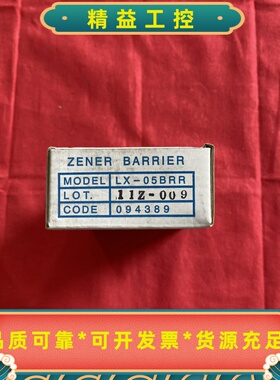 精益工控
ZENER BARRIER
MODEL LX-05BRR
LOT. 11Z-009
CODE 094389
品质可靠*可开发票*货源充足